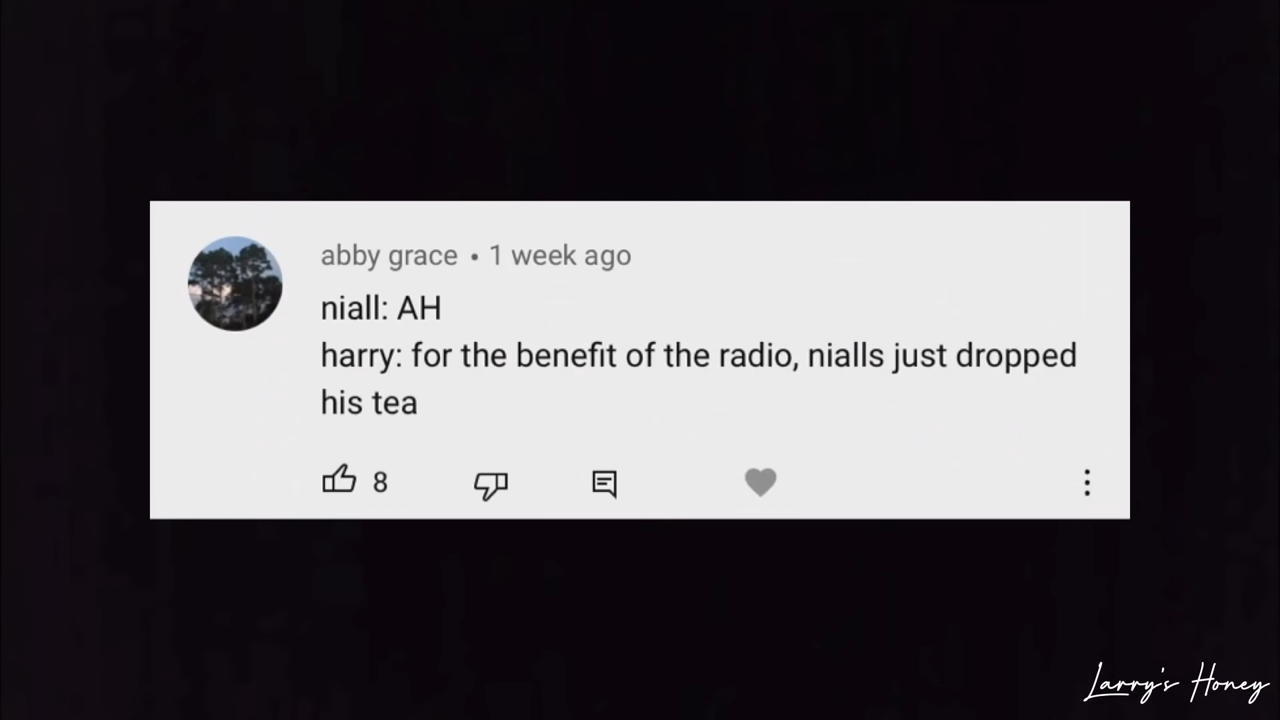 abby grace • 1 week ago
niall: AH
harry: for the benefit of the radio, nialls just dropped
his tea
8
Larry's Honey